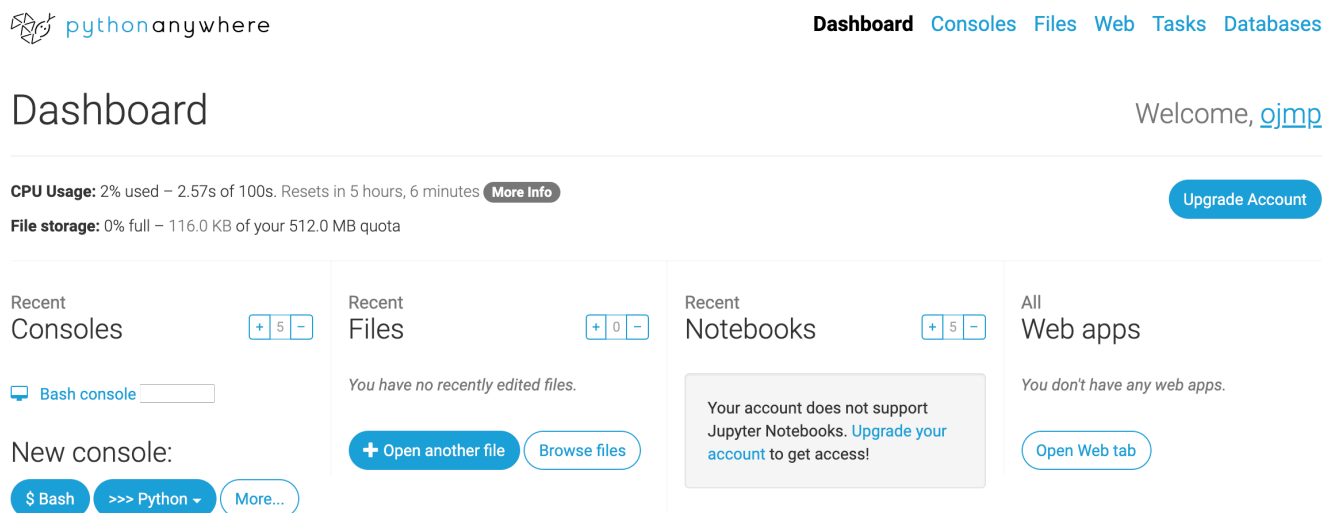 pythonanywhere
Dashboard Consoles Files Web Tasks Databases
Dashboard
Welcome, ojmp
CPU Usage: 2% used – 2.57s of 100s. Resets in 5 hours, 6 minutes More Info
Upgrade Account
File storage: 0% full – 116.0 KB of your 512.0 MB quota
Recent
Consoles
+ 5 −
Bash console
New console:
$ Bash >>> Python More...
Recent
Files
+ 0 −
You have no recently edited files.
+ Open another file Browse files
Recent
Notebooks
+ 5 −
Your account does not support
Jupyter Notebooks. Upgrade your
account to get access!
All
Web apps
You don't have any web apps.
Open Web tab